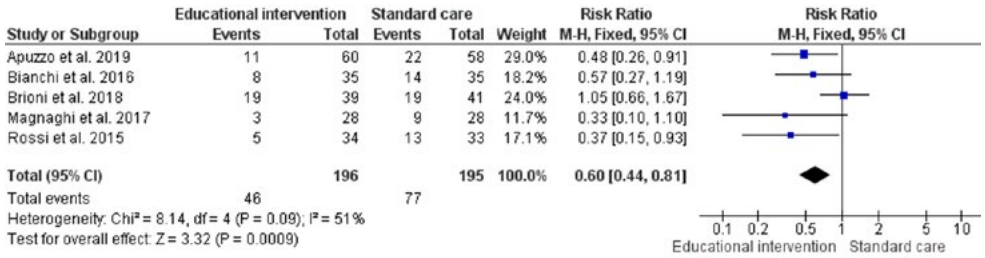 Educational intervention Standard care Risk Ratio Risk Ratio
Study or Subgroup Events Total Events Total Weight M-H, Fixed, 95% CI M-H, Fixed, 95% CI
Apuzzo et al. 2019 11 60 22 58 29.0% 0.48 [0.26, 0.91]
Bianchi et al. 2016 8 35 14 35 18.2% 0.57 [0.27, 1.19]
Brioni et al. 2018 19 39 19 41 24.0% 1.05 [0.66, 1.67]
Magnaghi et al. 2017 3 28 9 28 11.7% 0.33 [0.10, 1.10]
Rossi et al. 2015 5 34 13 33 17.1% 0.37 [0.15, 0.93]
Total (95% CI) 196 195 100.0% 0.60 [0.44, 0.81]
Total events 46 77
Heterogeneity: Chi² = 8.14, df = 4 (P = 0.09); I² = 51%
Test for overall effect: Z = 3.32 (P = 0.0009)
0.1 0.2 0.5 1 2 5 10
Educational intervention Standard care